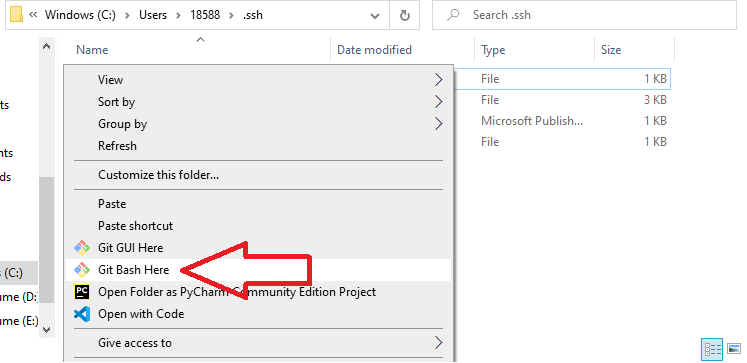 « Windows (C:) > Users > 18588 > .ssh
Search .ssh
Name Date modified Type Size
File 1 KB
File 3 KB
Microsoft Publish... 1 KB
File 1 KB
ts
nts
ds
(C:)
ume (D:
ume (E:)
View
Sort by
Group by
Refresh
Customize this folder...
Paste
Paste shortcut
Git GUI Here
Git Bash Here
Open Folder as PyCharm Community Edition Project
Open with Code
Give access to